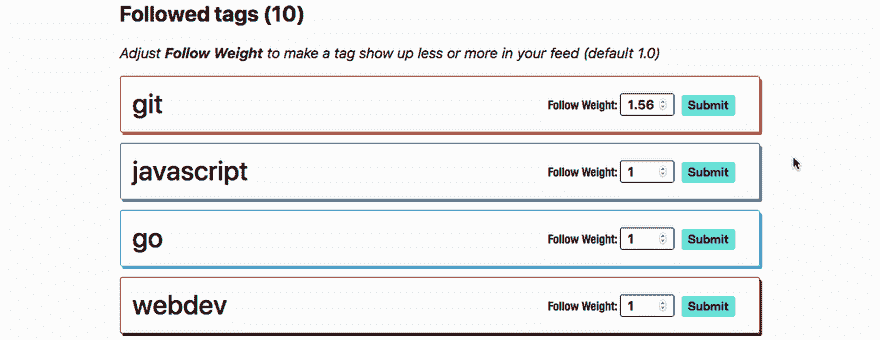 Followed tags (10)
Adjust Follow Weight to make a tag show up less or more in your feed (default 1.0)
git Follow Weight: 1.56 Submit
javascript Follow Weight: 1 Submit
go Follow Weight: 1 Submit
webdev Follow Weight: 1 Submit